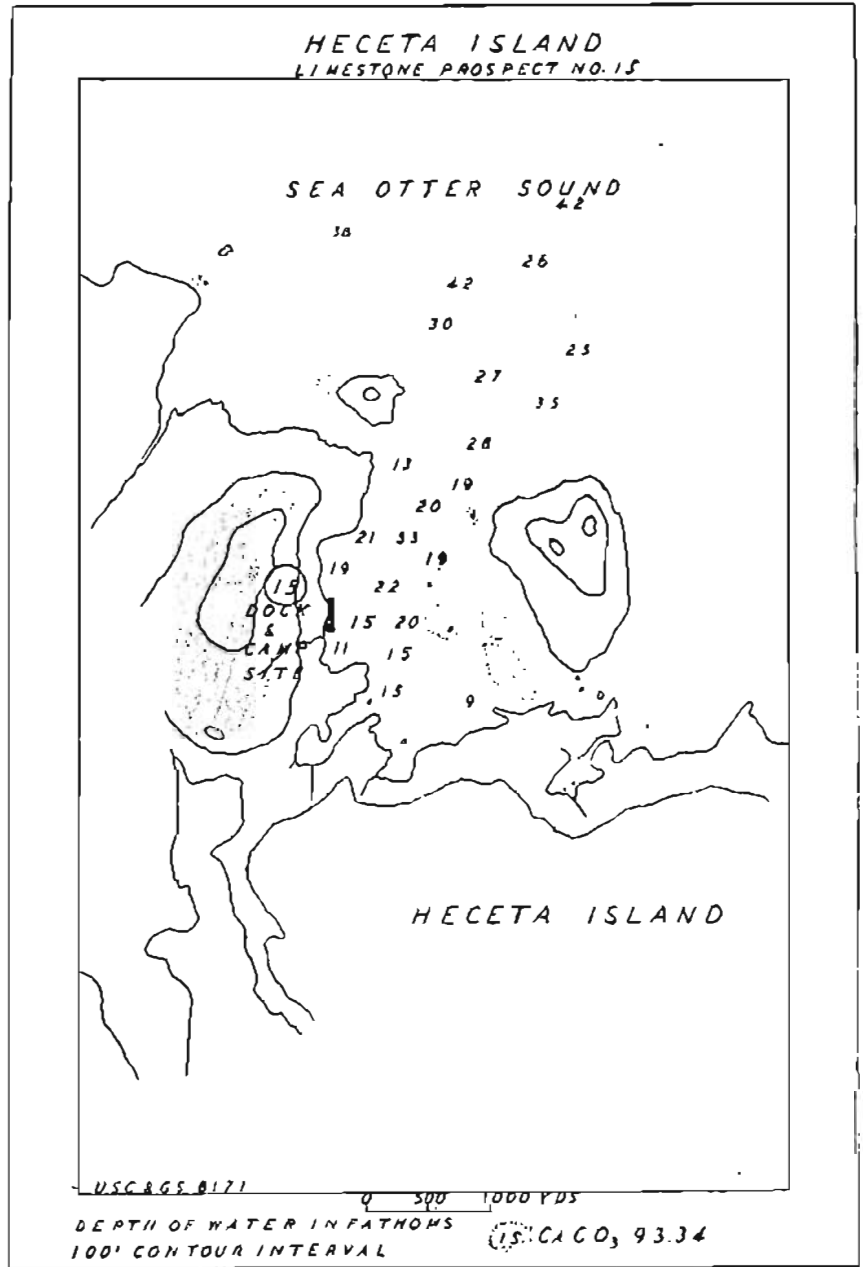 HECETA ISLAND
LIMESTONE PROSPECT NO. 15
SEA OTTER SOUND
42
38
26
42
30
25
27
35
28
13
19
20
21 33
19
19
22
15
DOCK
&
CAMP
SITE
15 20
11
15
15
9
HECETA ISLAND
USC&GS 8171
0 500 1000 YDS
DEPTH OF WATER IN FATHOMS
100' CONTOUR INTERVAL
15 CACO₃ 93.34